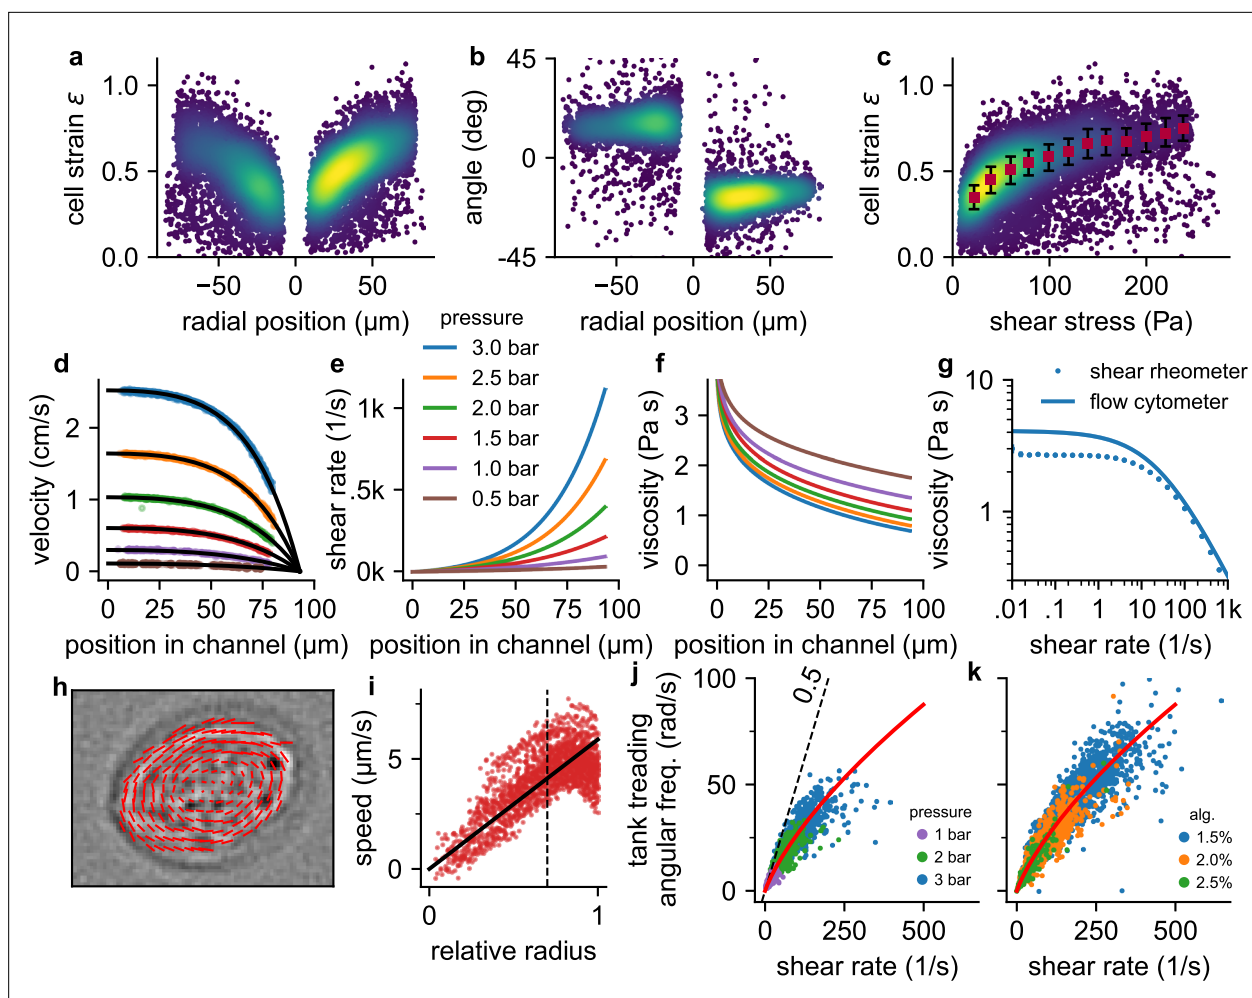 a
cell strain ε
1.0
0.5
0.0
−50
0
50
radial position (µm)
b
angle (deg)
45
0
-45
−50
0
50
radial position (µm)
c
cell strain ε
1.0
0.5
0.0
0
100
200
shear stress (Pa)
pressure
3.0 bar
2.5 bar
2.0 bar
1.5 bar
1.0 bar
0.5 bar
d
velocity (cm/s)
2
1
0
0
25
50
75
100
position in channel (µm)
e
shear rate (1/s)
1k
.5k
0k
0
25
50
75
100
position in channel (µm)
f
viscosity (Pa s)
3
2
1
0
0
25
50
75
100
position in channel (µm)
g
shear rheometer
flow cytometer
viscosity (Pa s)
10
1
.01
.1
1
10
100
1k
shear rate (1/s)
h
i
speed (µm/s)
5
0
0
1
relative radius
j
tank treading
angular freq. (rad/s)
100
50
0
0.5
pressure
1 bar
2 bar
3 bar
0
250
500
shear rate (1/s)
k
alg.
1.5%
2.0%
2.5%
0
250
500
shear rate (1/s)